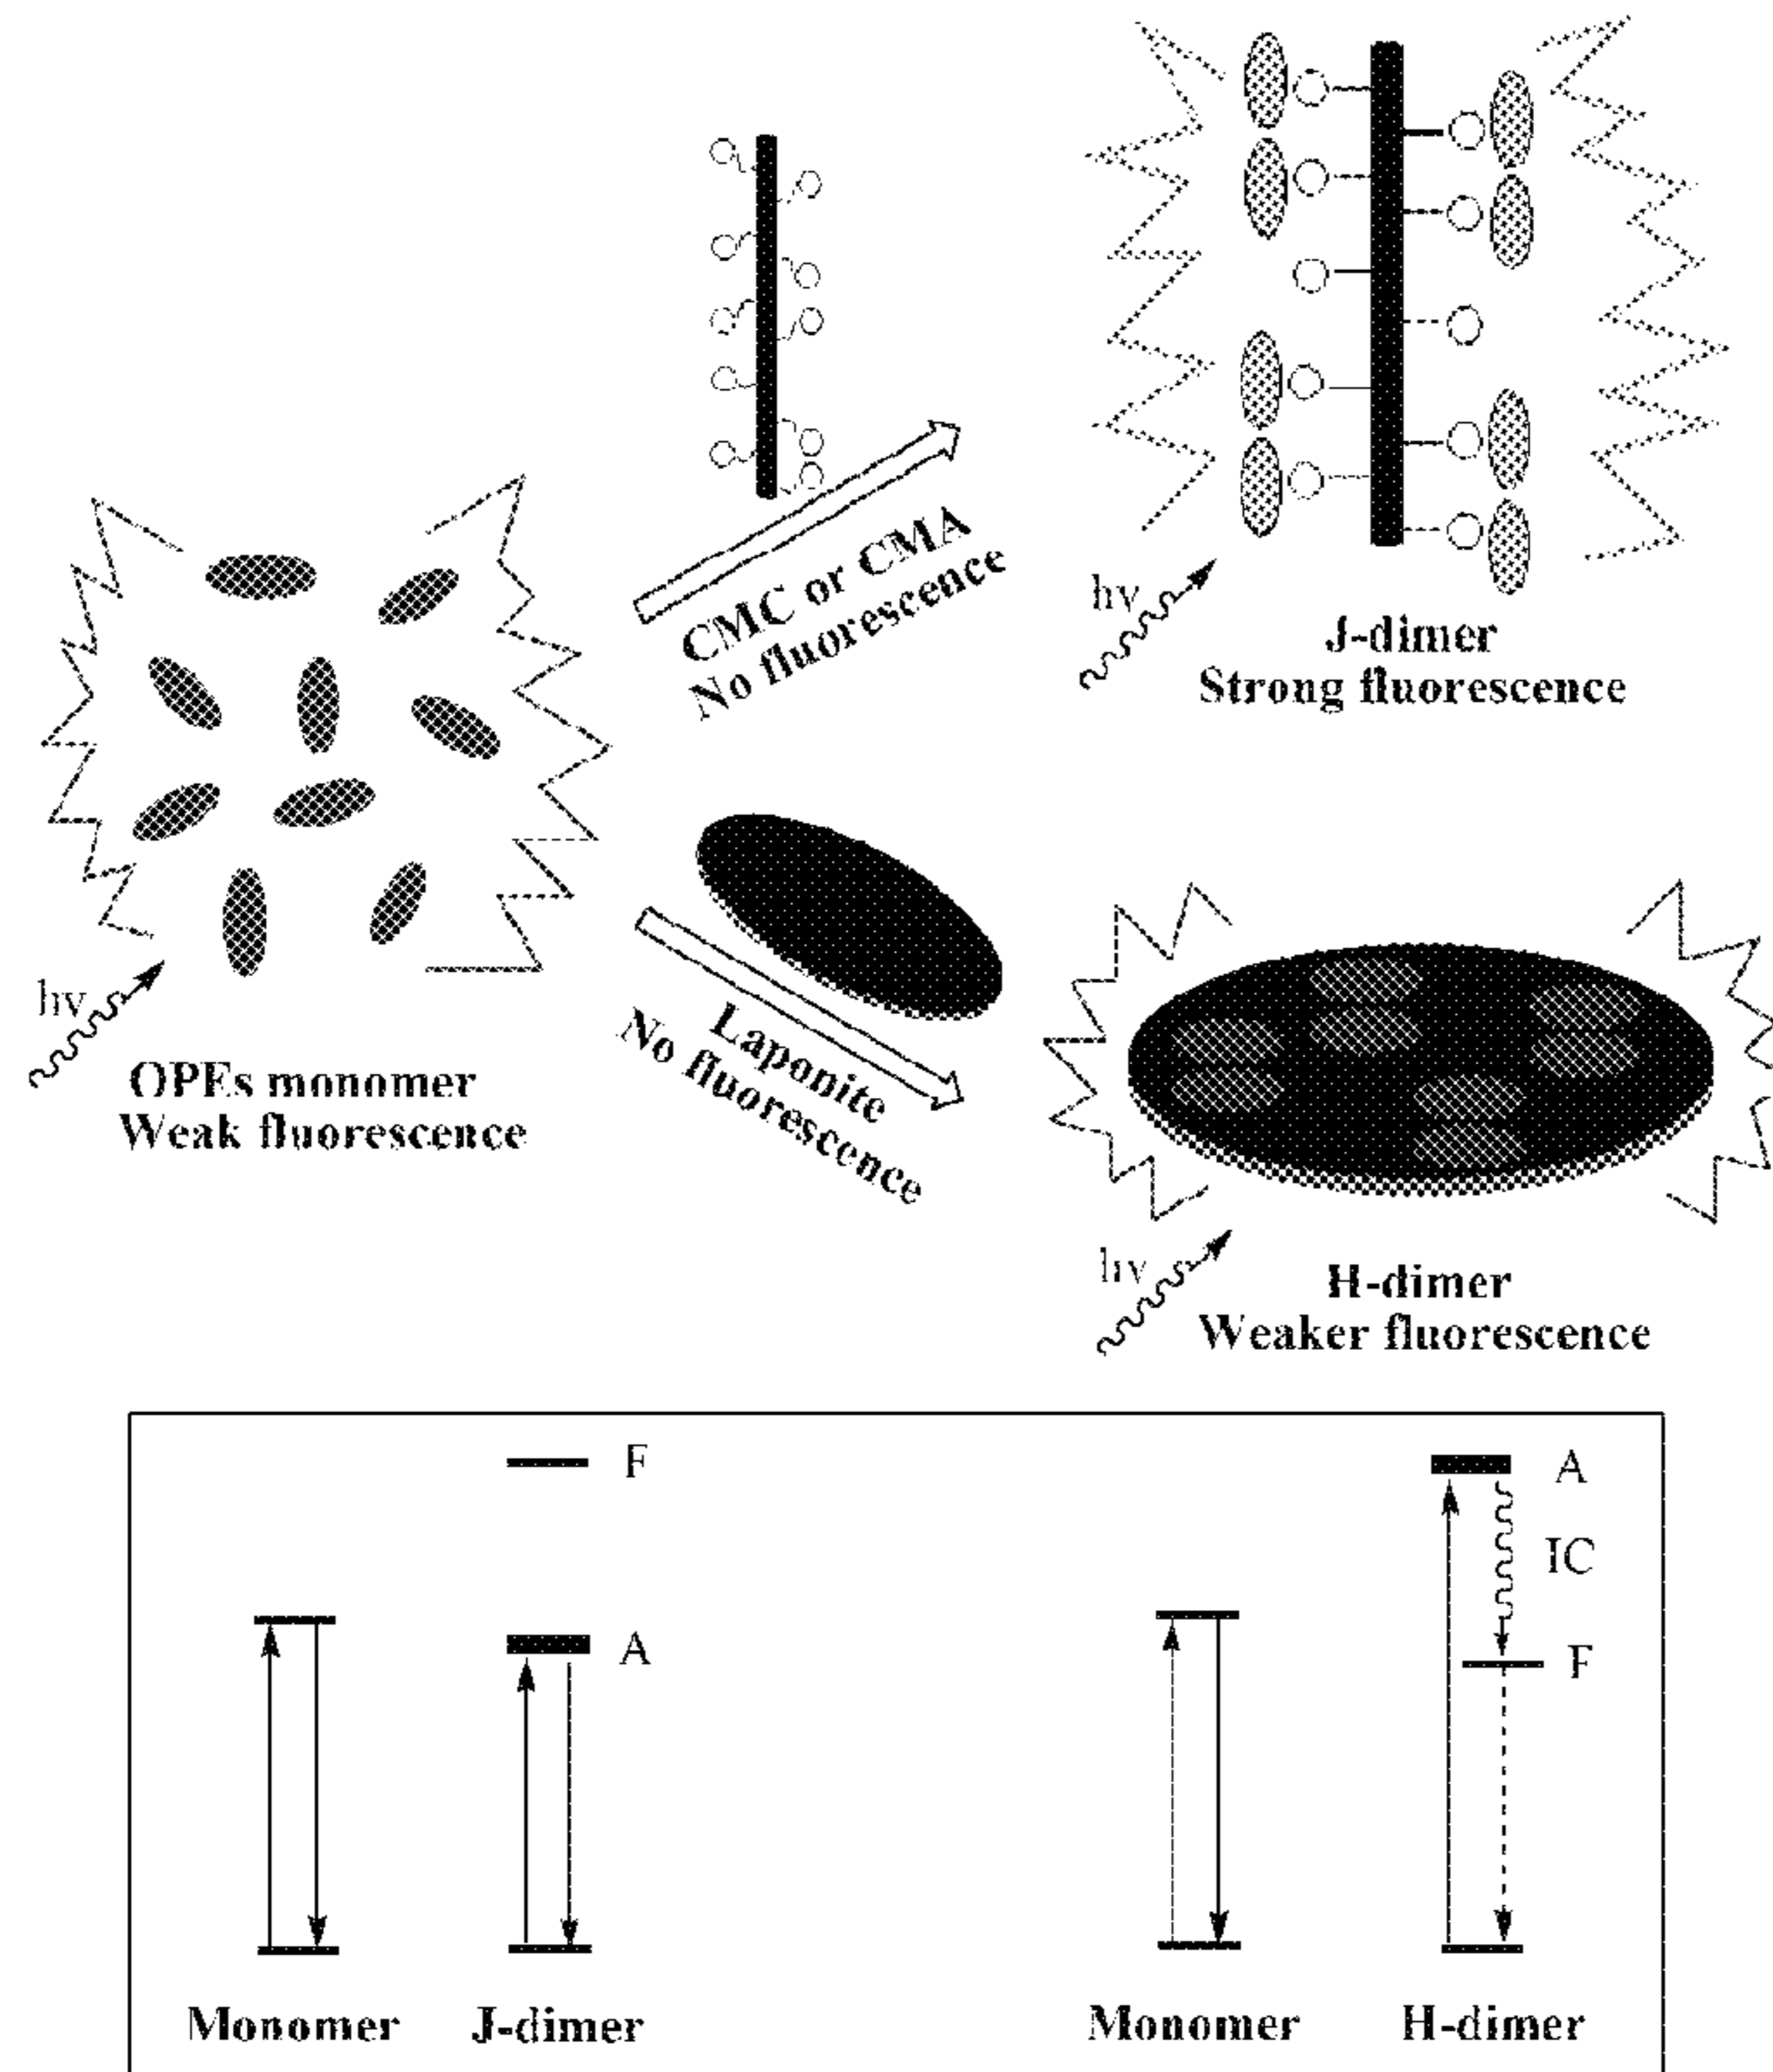 CMC or CMA
No fluorescence
hν
J-dimer
Strong fluorescence
hν
OPEs monomer
Weak fluorescence
Laponite
No fluorescence
hν
H-dimer
Weaker fluorescence
F
A
A
IC
F
Monomer
J-dimer
Monomer
H-dimer